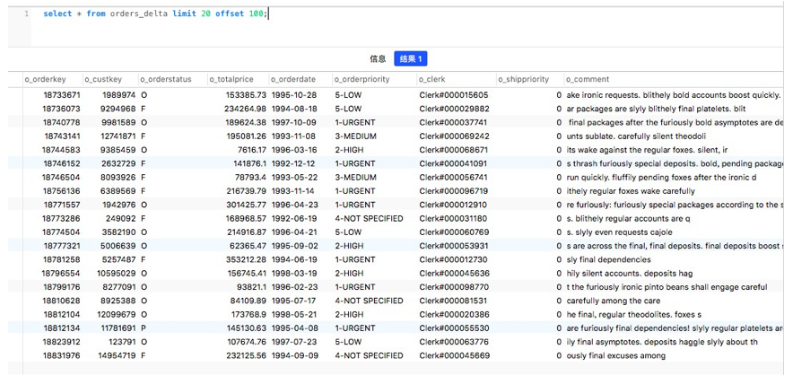 1 select * from orders_delta limit 20 offset 100;
信息 结果 1
o_orderkey o_custkey o_orderstatus o_totalprice o_orderdate o_orderpriority o_clerk o_shippriority o_comment
18733671 1989974 O 153385.73 1995-10-28 5-LOW Clerk#000015605 0 ake ironic requests. blithely bold accounts boost quickly.
18736073 9294968 F 234264.98 1994-08-18 5-LOW Clerk#000029882 0 ar packages are slyly blithely final platelets. blit
18740778 9981589 O 189624.38 1997-10-09 1-URGENT Clerk#000037741 0 final packages after the furiously bold asymptotes are de
18743141 12741871 F 195081.26 1993-11-08 3-MEDIUM Clerk#000069242 0 unts sublate. carefully silent theodoli
18744583 9385459 O 7616.17 1996-03-16 2-HIGH Clerk#000068671 0 its wake against the regular foxes. silent, ir
18746152 2632729 F 141876.1 1992-12-12 1-URGENT Clerk#000041091 0 s thrash furiously special deposits. bold, pending packag
18746504 8093926 F 78793.4 1993-05-22 3-MEDIUM Clerk#000056741 0 run quickly. fluffily pending foxes after the ironic d
18756136 6389569 F 216739.79 1993-11-14 1-URGENT Clerk#000096719 0 ithely regular foxes wake carefully
18771557 1942976 O 301425.77 1996-04-23 1-URGENT Clerk#000012910 0 re furiously: furiously special packages according to the s
18773286 249092 F 168968.57 1992-06-19 4-NOT SPECIFIED Clerk#000031180 0 s. blithely regular accounts are q
18774504 3582190 O 214916.87 1996-04-21 5-LOW Clerk#000060769 0 s. slyly even requests cajole
18777321 5006639 O 62365.47 1995-09-02 2-HIGH Clerk#000053931 0 s are across the final, final deposits. final deposits boost
18781258 5257487 F 353212.28 1994-06-19 1-URGENT Clerk#000012730 0 sly final dependencies
18796554 10595029 O 156745.41 1998-03-19 2-HIGH Clerk#000045636 0 hily silent accounts. deposits hag
18799176 8277091 O 93821.1 1996-02-23 1-URGENT Clerk#000098770 0 t the furiously ironic pinto beans shall engage careful
18810628 8925388 O 84109.89 1995-07-17 4-NOT SPECIFIED Clerk#000081531 0 carefully among the care
18812104 12099679 O 173768.9 1998-05-21 2-HIGH Clerk#000020386 0 he final, regular theodolites. foxes s
18812134 11781691 P 145130.63 1995-04-08 1-URGENT Clerk#000055530 0 are furiously final dependencies! slyly regular platelets ar
18823912 123791 O 107674.76 1997-07-23 5-LOW Clerk#000063776 0 ily final asymptotes. deposits haggle slyly about th
18831976 14954719 F 232125.56 1994-09-09 4-NOT SPECIFIED Clerk#000045669 0 ously final excuses among